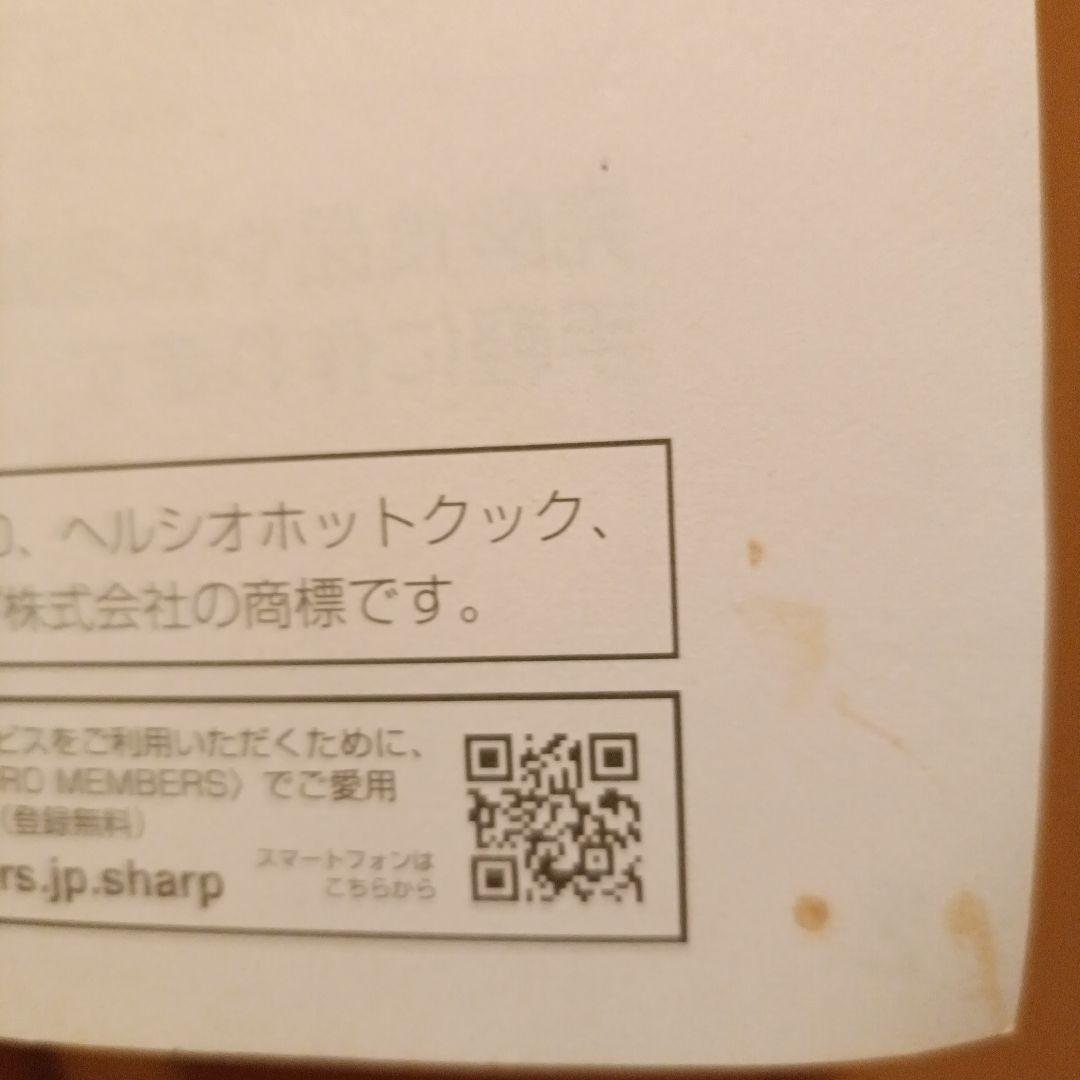 、ヘルシオホットクック、
株式会社の商標です。
ビスをご利用いただくために、
RO MEMBERS〉でご愛用
（登録無料）
rs.jp.sharp
スマートフォンは
こちらから